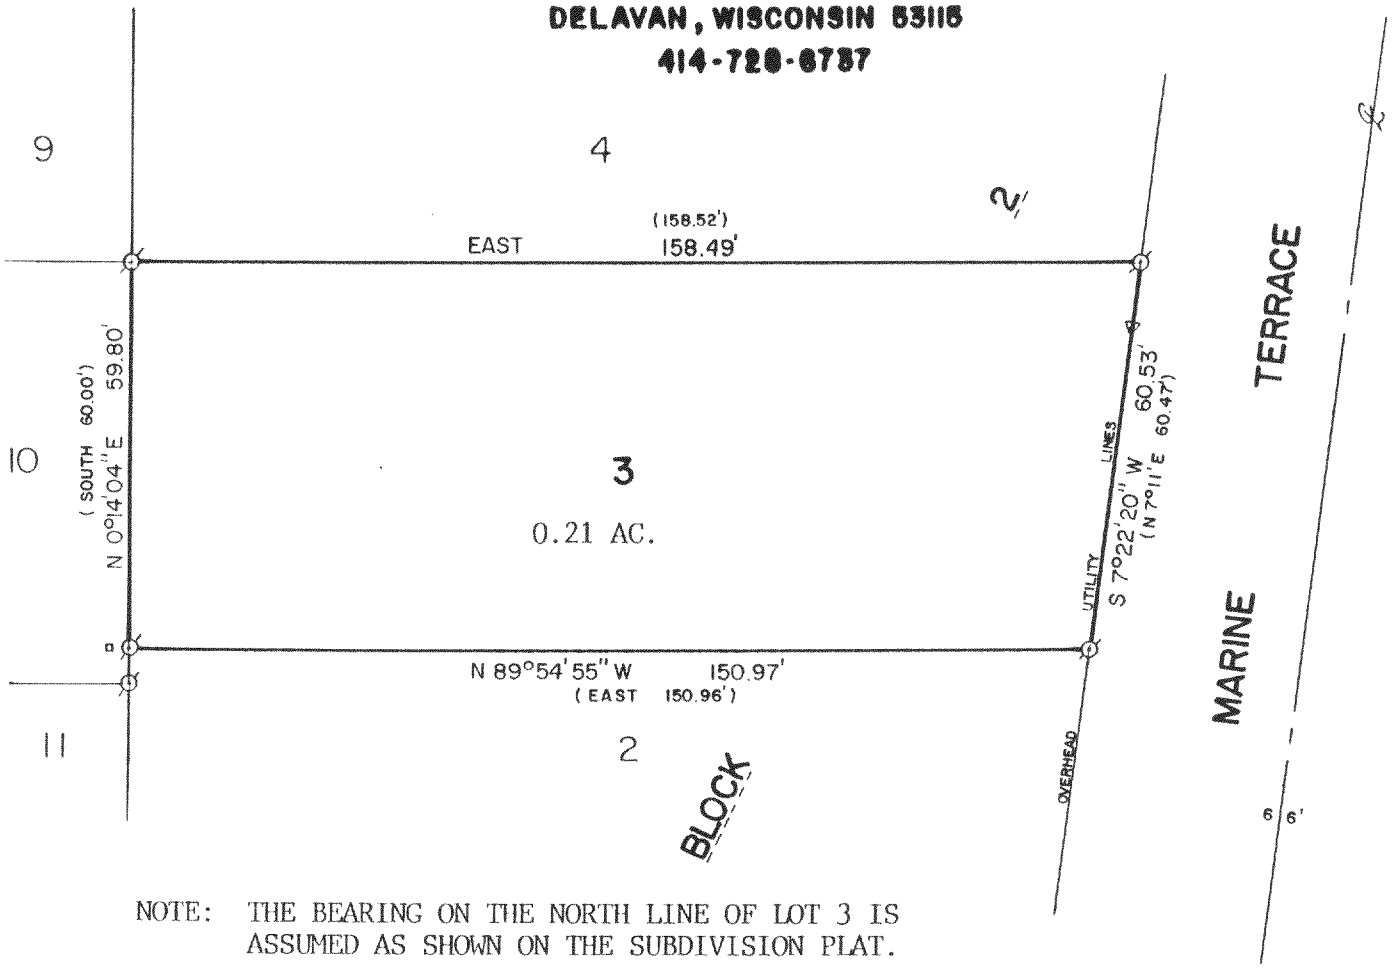 DELAVAN, WISCONSIN 53115
414-728-6787
9
4
2
(158.52')
EAST 158.49'
TERRACE
(SOUTH 60.00')
N 0°14'04" E 59.80'
10
3
0.21 AC.
S 7°22'20" W 60.53'
(N 7°11' E 60.47')
OVERHEAD UTILITY LINES
N 89°54'55" W 150.97'
(EAST 150.96')
MARINE
11
2
BLOCK
66'
NOTE: THE BEARING ON THE NORTH LINE OF LOT 3 IS
ASSUMED AS SHOWN ON THE SUBDIVISION PLAT.